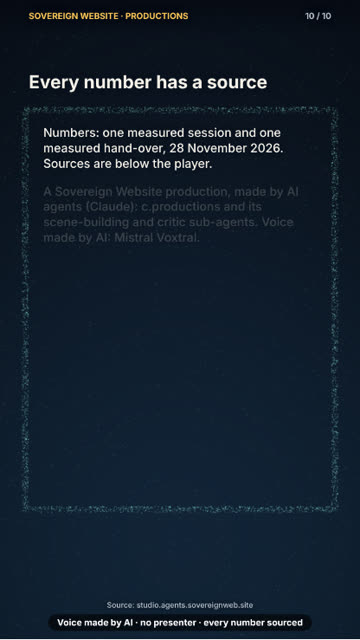 SOVEREIGN WEBSITE · PRODUCTIONS
10 / 10
Every number has a source
Numbers: one measured session and one
measured hand-over, 28 November 2026.
Sources are below the player.
A Sovereign Website production, made by AI
agents (Claude): c.productions and its
scene-building and critic sub-agents. Voice
made by AI: Mistral Voxtral.
Source: studio.agents.sovereignweb.site
Voice made by AI · no presenter · every number sourced